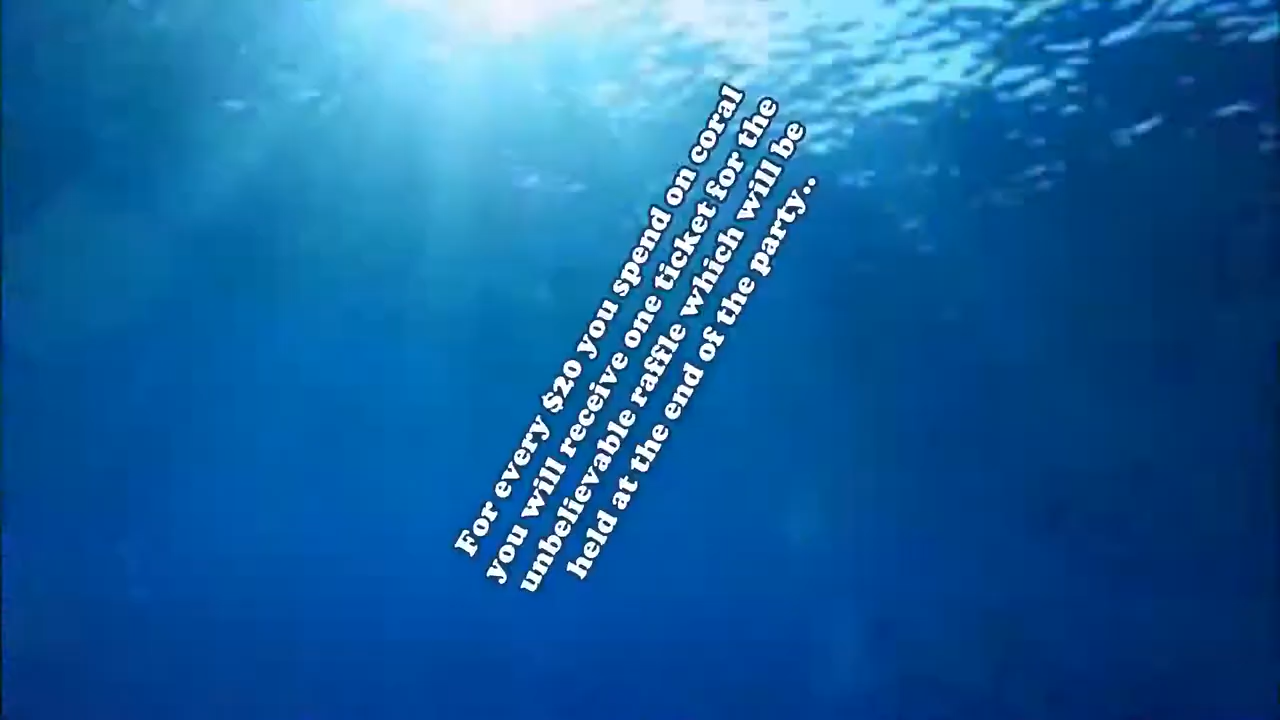 For every $20 you spend on coral
you will receive one ticket for the
unbelievable raffle which will be
held at the end of the party..